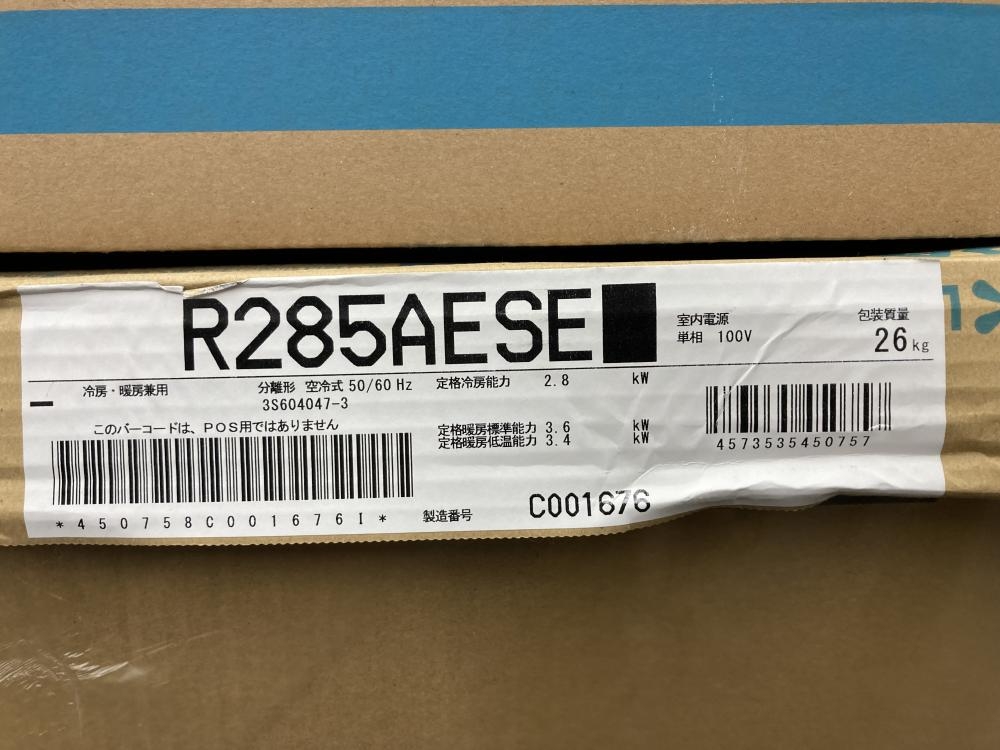 R285AESE■
室内電源
単相 100V
包装質量
26kg
冷房・暖房兼用
分離形 空冷式 50/60 Hz
3S604047-3
定格冷房能力 2.8 kW
定格暖房標準能力 3.6 kW
定格暖房低温能力 3.4 kW
このバーコードは、POS用ではありません
*450758C001676I*
製造番号 C001676
4573535450757